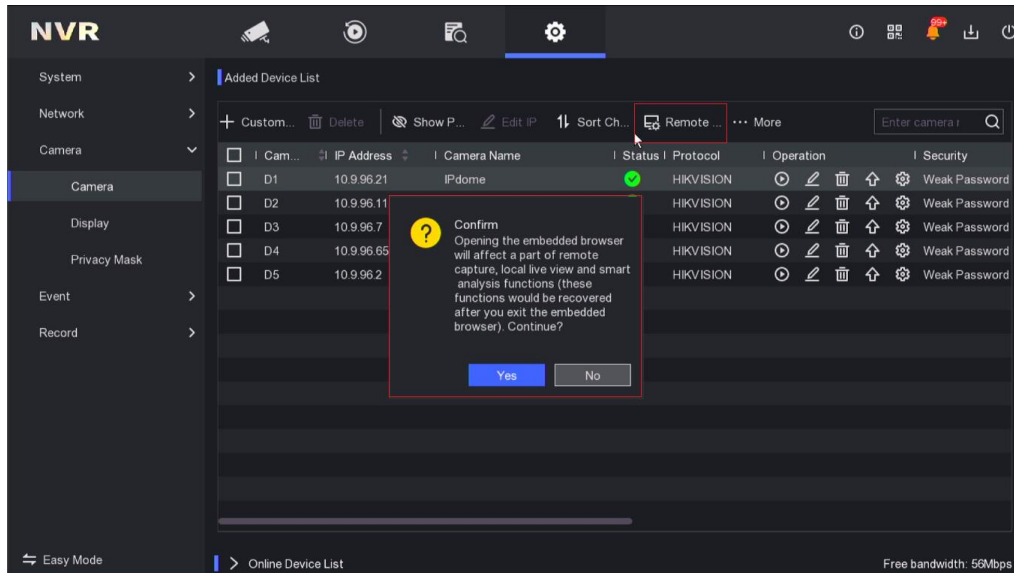 NVR
99+
System
Added Device List
Network
Custom... Delete Show P... Edit IP Sort Ch... Remote ... More Enter camera r
Camera
Cam... IP Address Camera Name Status Protocol Operation Security
Camera
D1 10.9.96.21 IPdome HIKVISION Weak Password
D2 10.9.96.11 HIKVISION Weak Password
Display
D3 10.9.96.7 HIKVISION Weak Password
D4 10.9.96.65 HIKVISION Weak Password
Privacy Mask
D5 10.9.96.2 HIKVISION Weak Password
Event
Record
Confirm
Opening the embedded browser
will affect a part of remote
capture, local live view and smart
analysis functions (these
functions would be recovered
after you exit the embedded
browser). Continue?
Yes No
Easy Mode
Online Device List Free bandwidth: 56Mbps